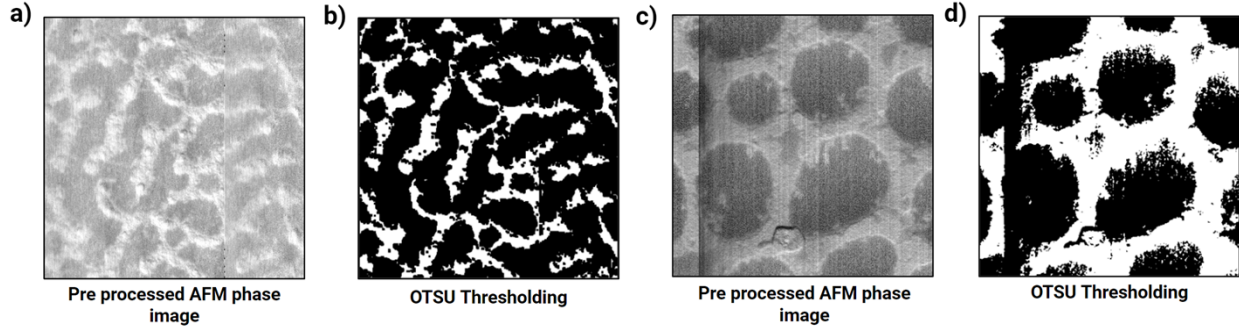 a)
b)
c)
d)
Pre processed AFM phase
image
OTSU Thresholding
Pre processed AFM phase
image
OTSU Thresholding